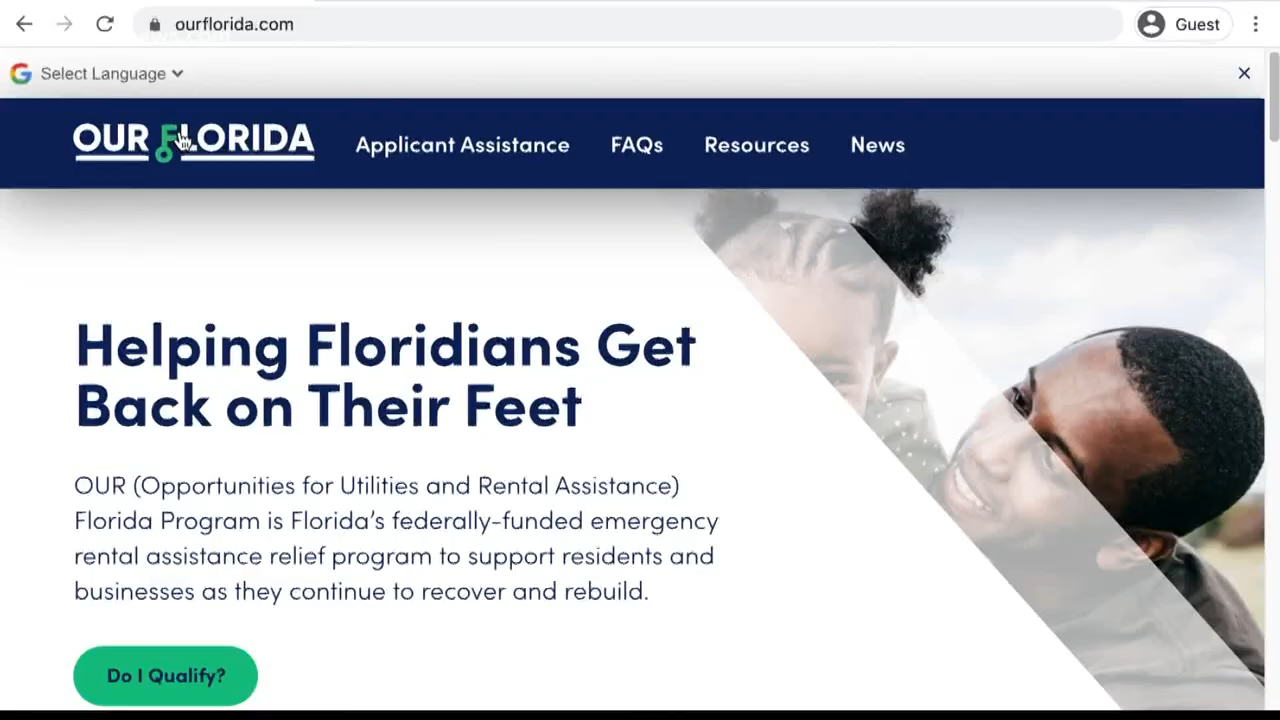 ourflorida.com
Guest
Select Language
OUR FLORIDA
Applicant Assistance
FAQs
Resources
News
Helping Floridians Get
Back on Their Feet
OUR (Opportunities for Utilities and Rental Assistance)
Florida Program is Florida’s federally-funded emergency
rental assistance relief program to support residents and
businesses as they continue to recover and rebuild.
Do I Qualify?